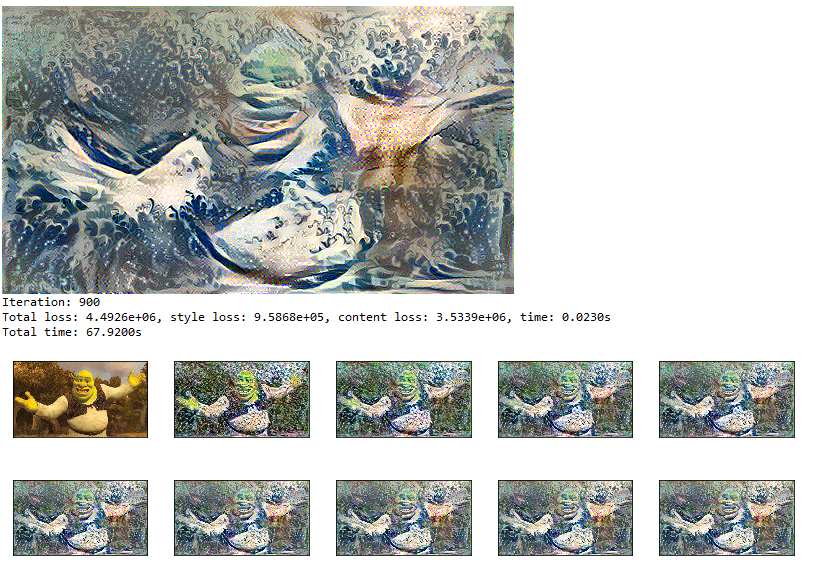 Iteration: 900
Total loss: 4.4926e+06, style loss: 9.5868e+05, content loss: 3.5339e+06, time: 0.0230s
Total time: 67.9200s